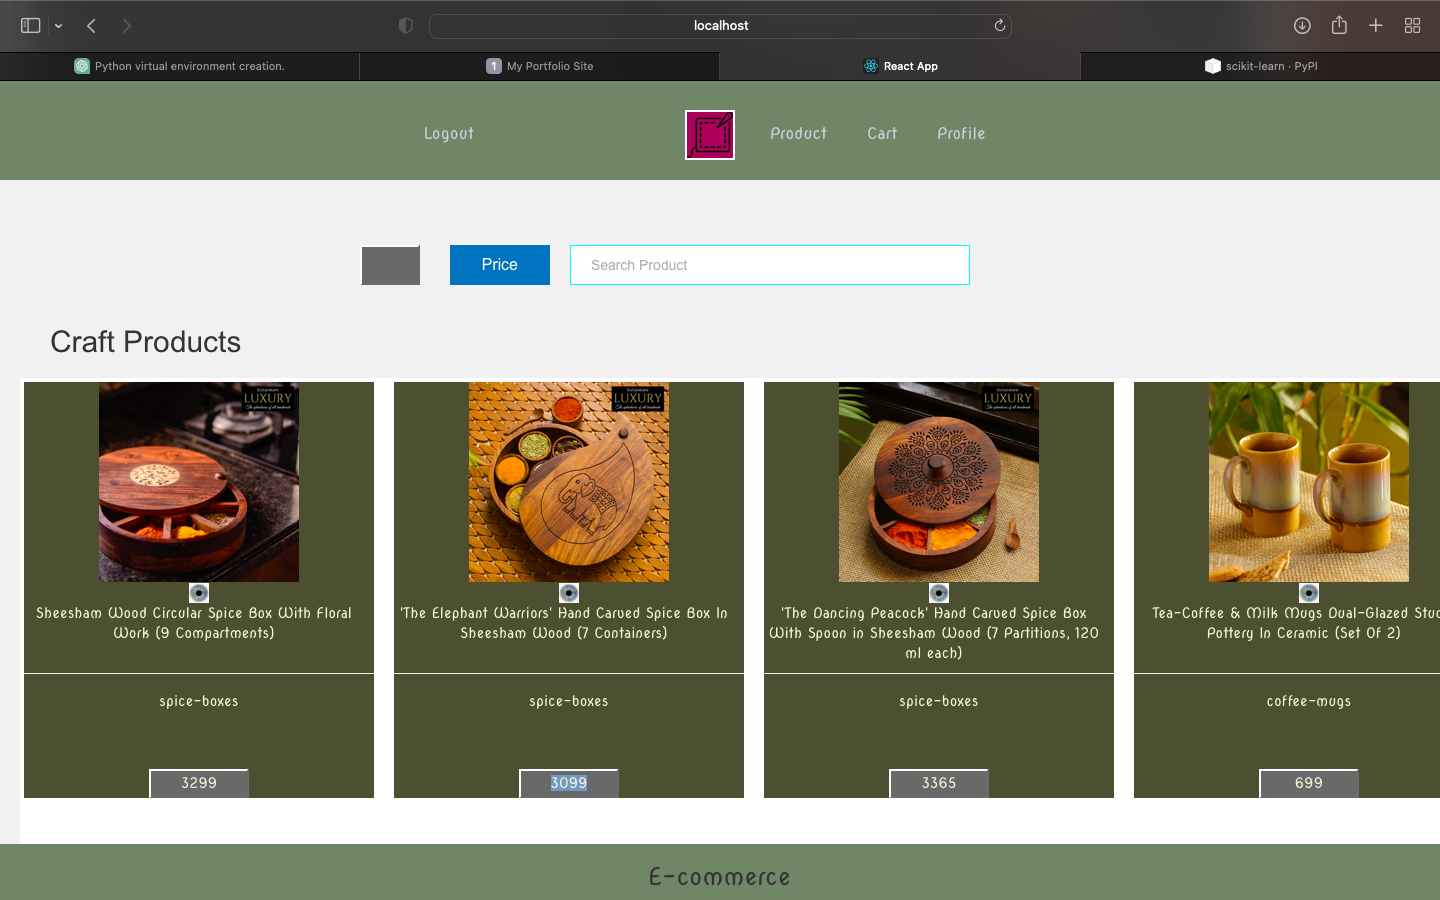 localhost
Python virtual environment creation.
1 My Portfolio Site
React App
scikit-learn · PyPI
Logout
Product
Cart
Profile
Price
Search Product
Craft Products
LUXURY
LUXURY
LUXURY
Sheesham Wood Circular Spice Box With Floral
Work (9 Compartments)
'The Elephant Warriors' Hand Carved Spice Box In
Sheesham Wood (7 Containers)
'The Dancing Peacock' Hand Carved Spice Box
With Spoon in Sheesham Wood (7 Partitions, 120
ml each)
Tea-Coffee & Milk Mugs Dual-Glazed Stud
Pottery In Ceramic (Set Of 2)
spice-boxes
spice-boxes
spice-boxes
coffee-mugs
3299
3099
3365
699
E-commerce